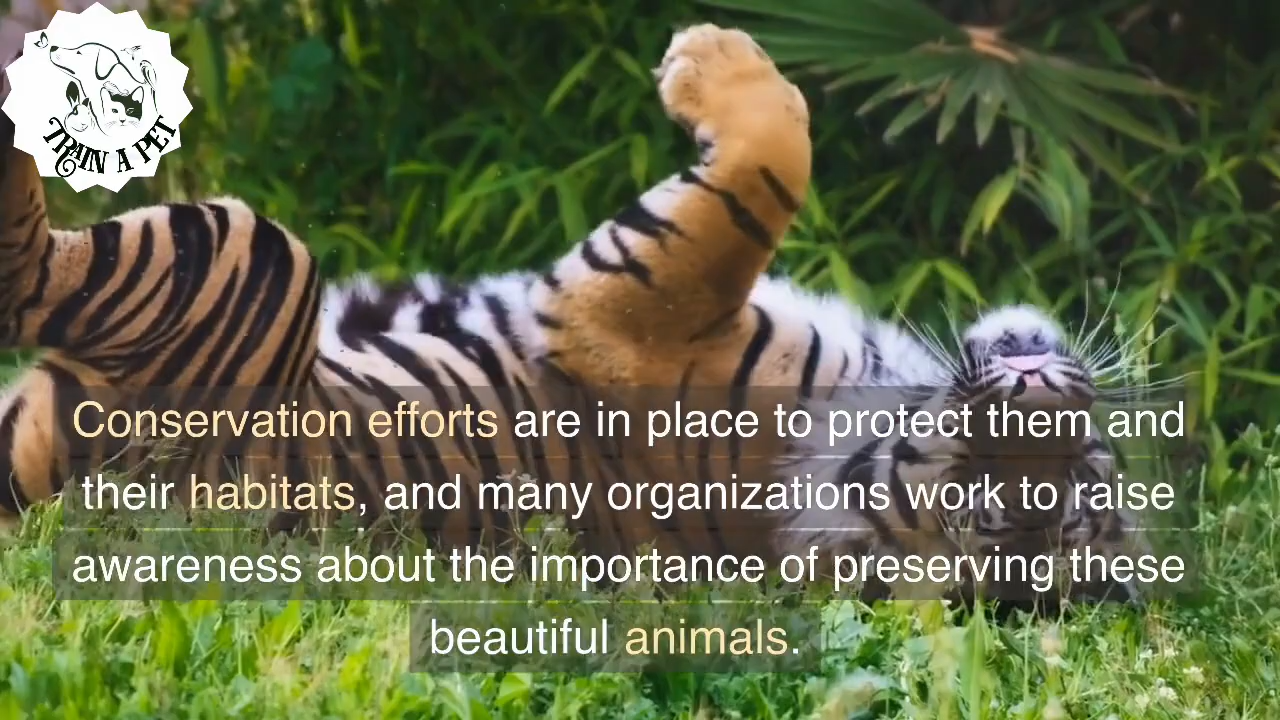 TRAIN A PET
Conservation efforts are in place to protect them and
their habitats, and many organizations work to raise
awareness about the importance of preserving these
beautiful animals.